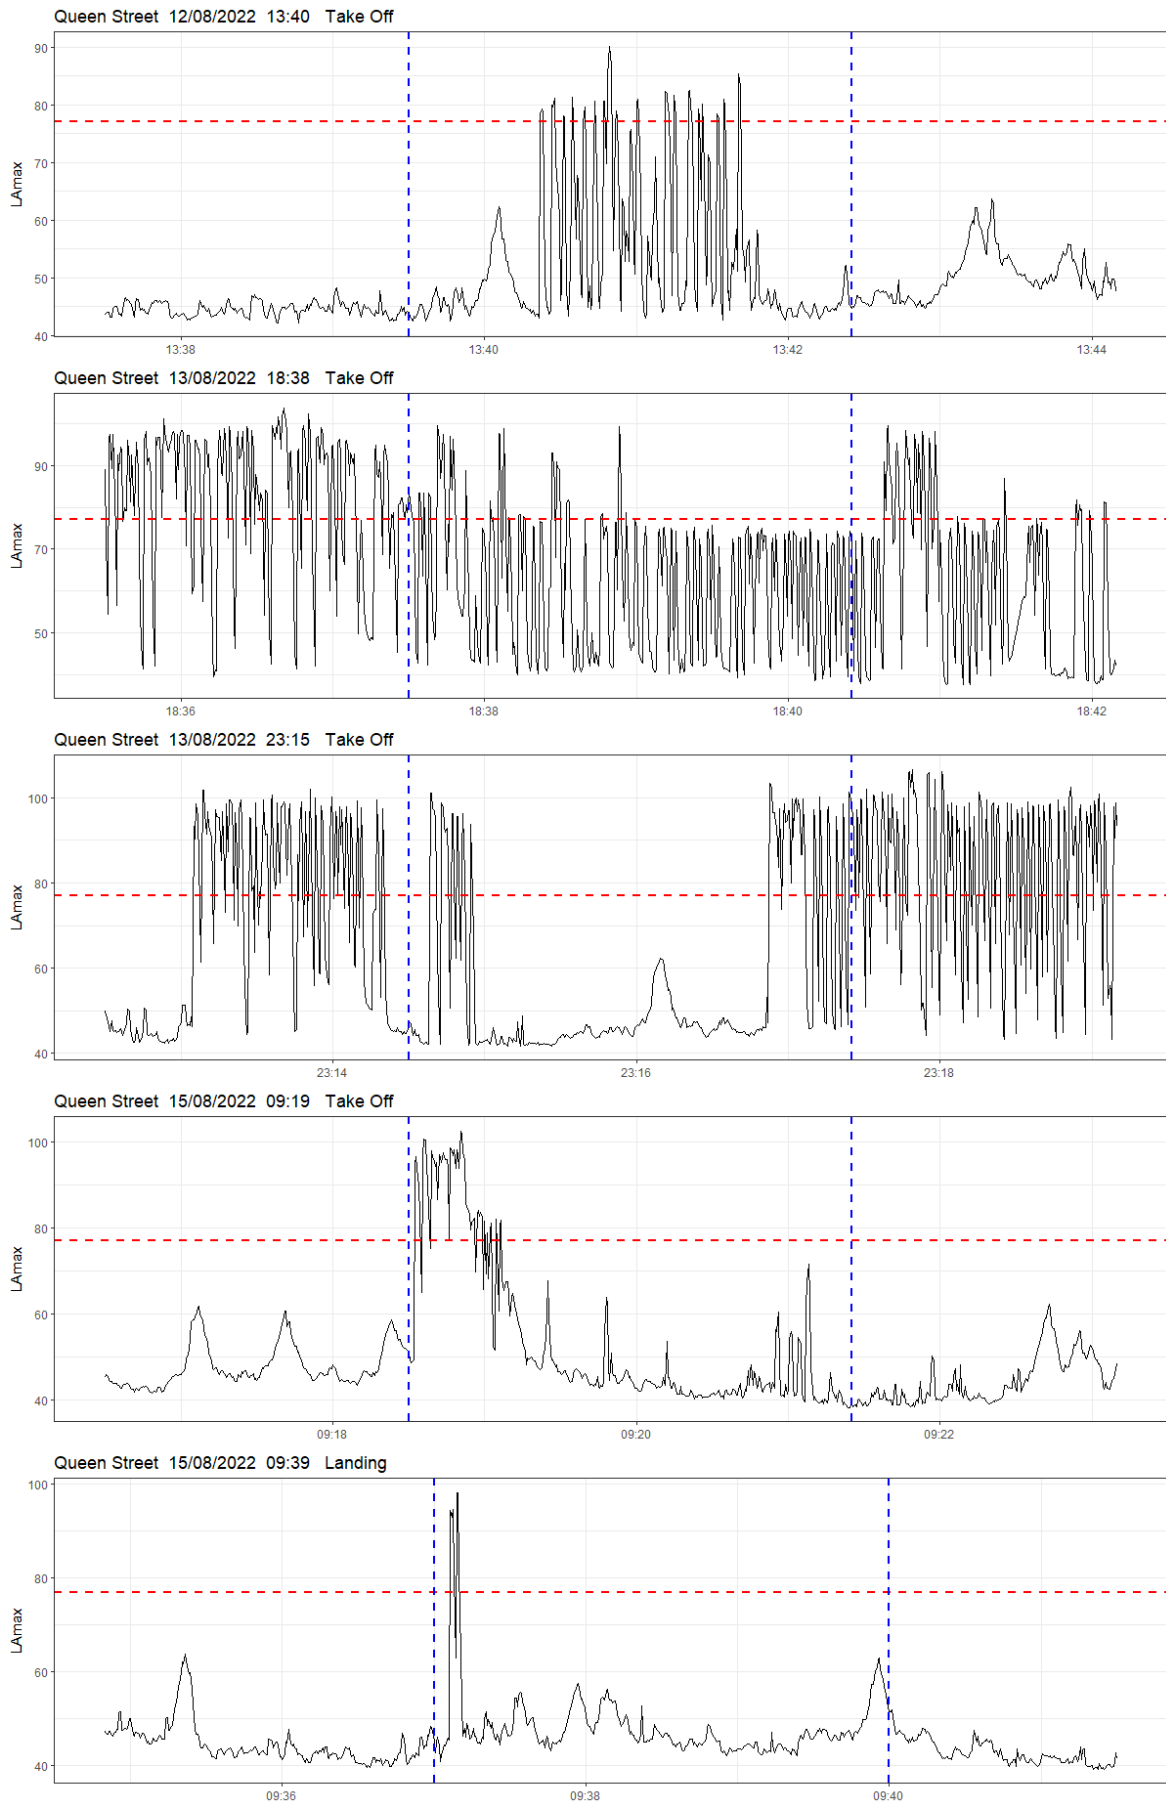 Queen Street 12/08/2022 13:40 Take Off
90
80
70
60
50
40
LAmax
13:38 13:40 13:42 13:44
Queen Street 13/08/2022 18:38 Take Off
90
70
50
LAmax
18:36 18:38 18:40 18:42
Queen Street 13/08/2022 23:15 Take Off
100
80
60
40
LAmax
23:14 23:16 23:18
Queen Street 15/08/2022 09:19 Take Off
100
80
60
40
LAmax
09:18 09:20 09:22
Queen Street 15/08/2022 09:39 Landing
100
80
60
40
LAmax
09:36 09:38 09:40